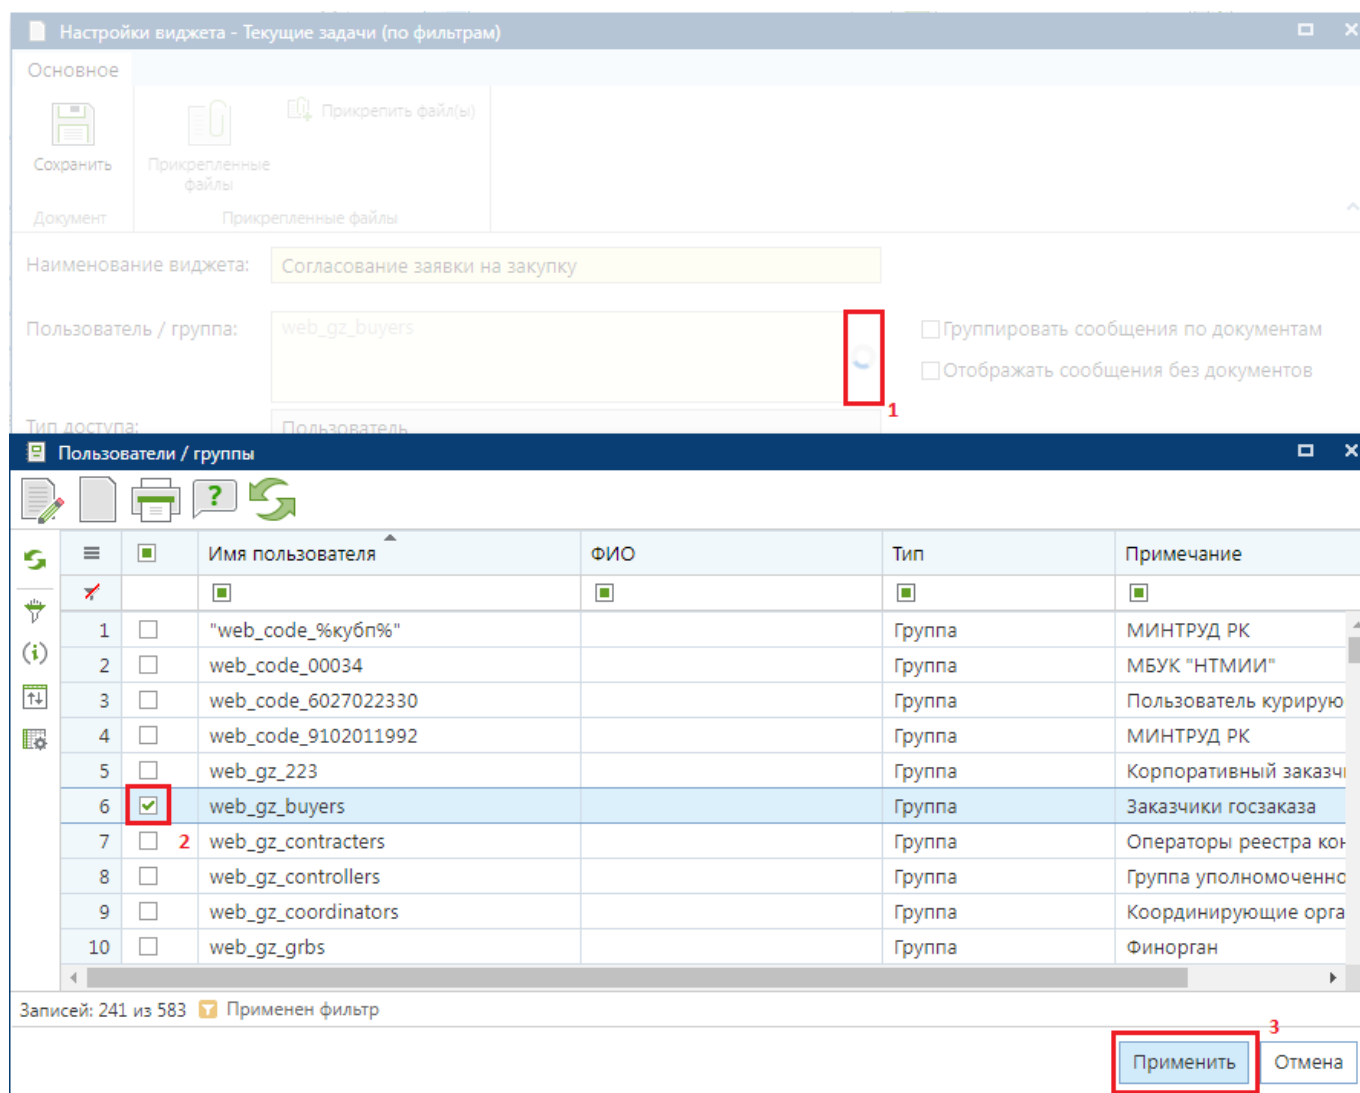 Настройки виджета - Текущие задачи (по фильтрам)
Основное
Прикрепить файл(ы)
Сохранить
Прикрепленные файлы
Документ
Прикрепленные файлы
Наименование виджета: Согласование заявки на закупку
Пользователь / группа: web_gz_buyers
Группировать сообщения по документам
Отображать сообщения без документов
1
Тип доступа: Пользователь
Пользователи / группы
Имя пользователя ФИО Тип Примечание
1 "web_code_%кубп%" Группа МИНТРУД РК
2 web_code_00034 Группа МБУК "НТМИИ"
3 web_code_6027022330 Группа Пользователь курирую
4 web_code_9102011992 Группа МИНТРУД РК
5 web_gz_223 Группа Корпоративный заказч
6 web_gz_buyers Группа Заказчики госзаказа
7 2 web_gz_contracters Группа Операторы реестра кон
8 web_gz_controllers Группа Группа уполномоченно
9 web_gz_coordinators Группа Координирующие орга
10 web_gz_grbs Группа Финорган
Записей: 241 из 583 Применен фильтр
3
Применить Отмена